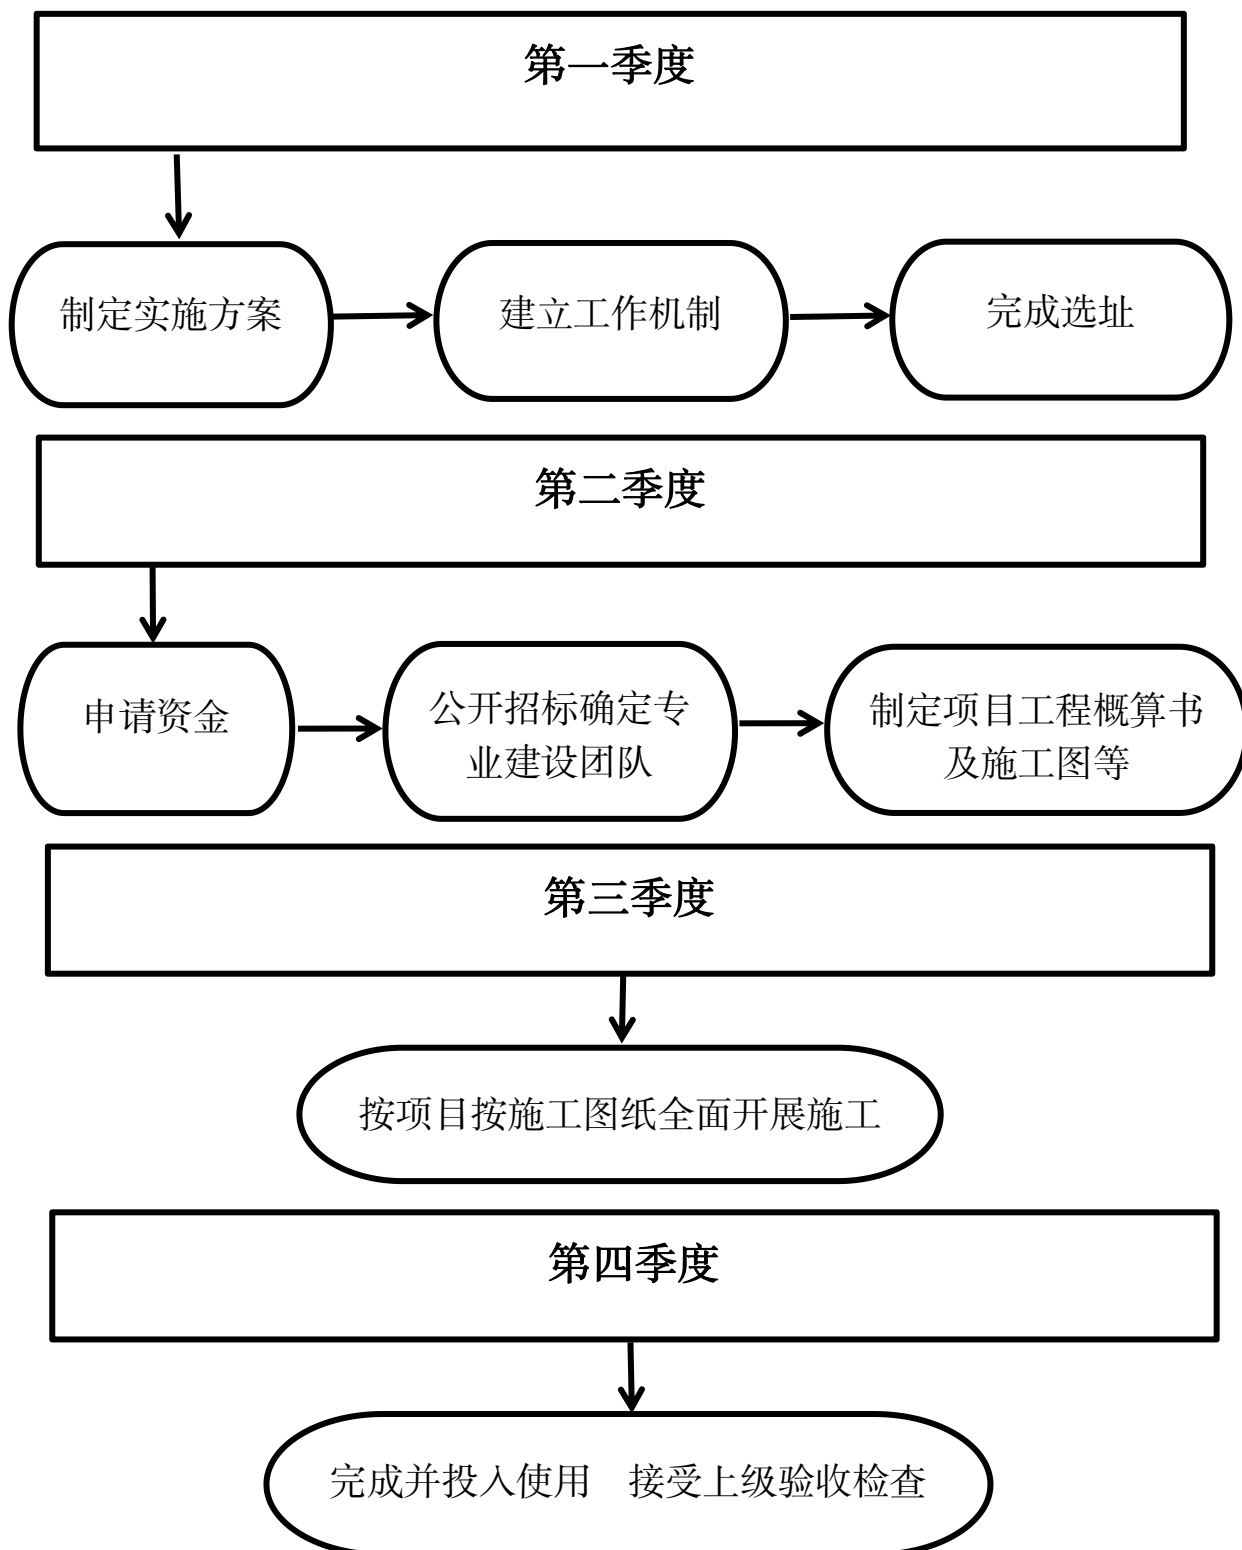 第一季度
制定实施方案
建立工作机制
完成选址
第二季度
申请资金
公开招标确定专
业建设团队
制定项目工程概算书
及施工图等
第三季度
按项目按施工图纸全面开展施工
第四季度
完成并投入使用 接受上级验收检查